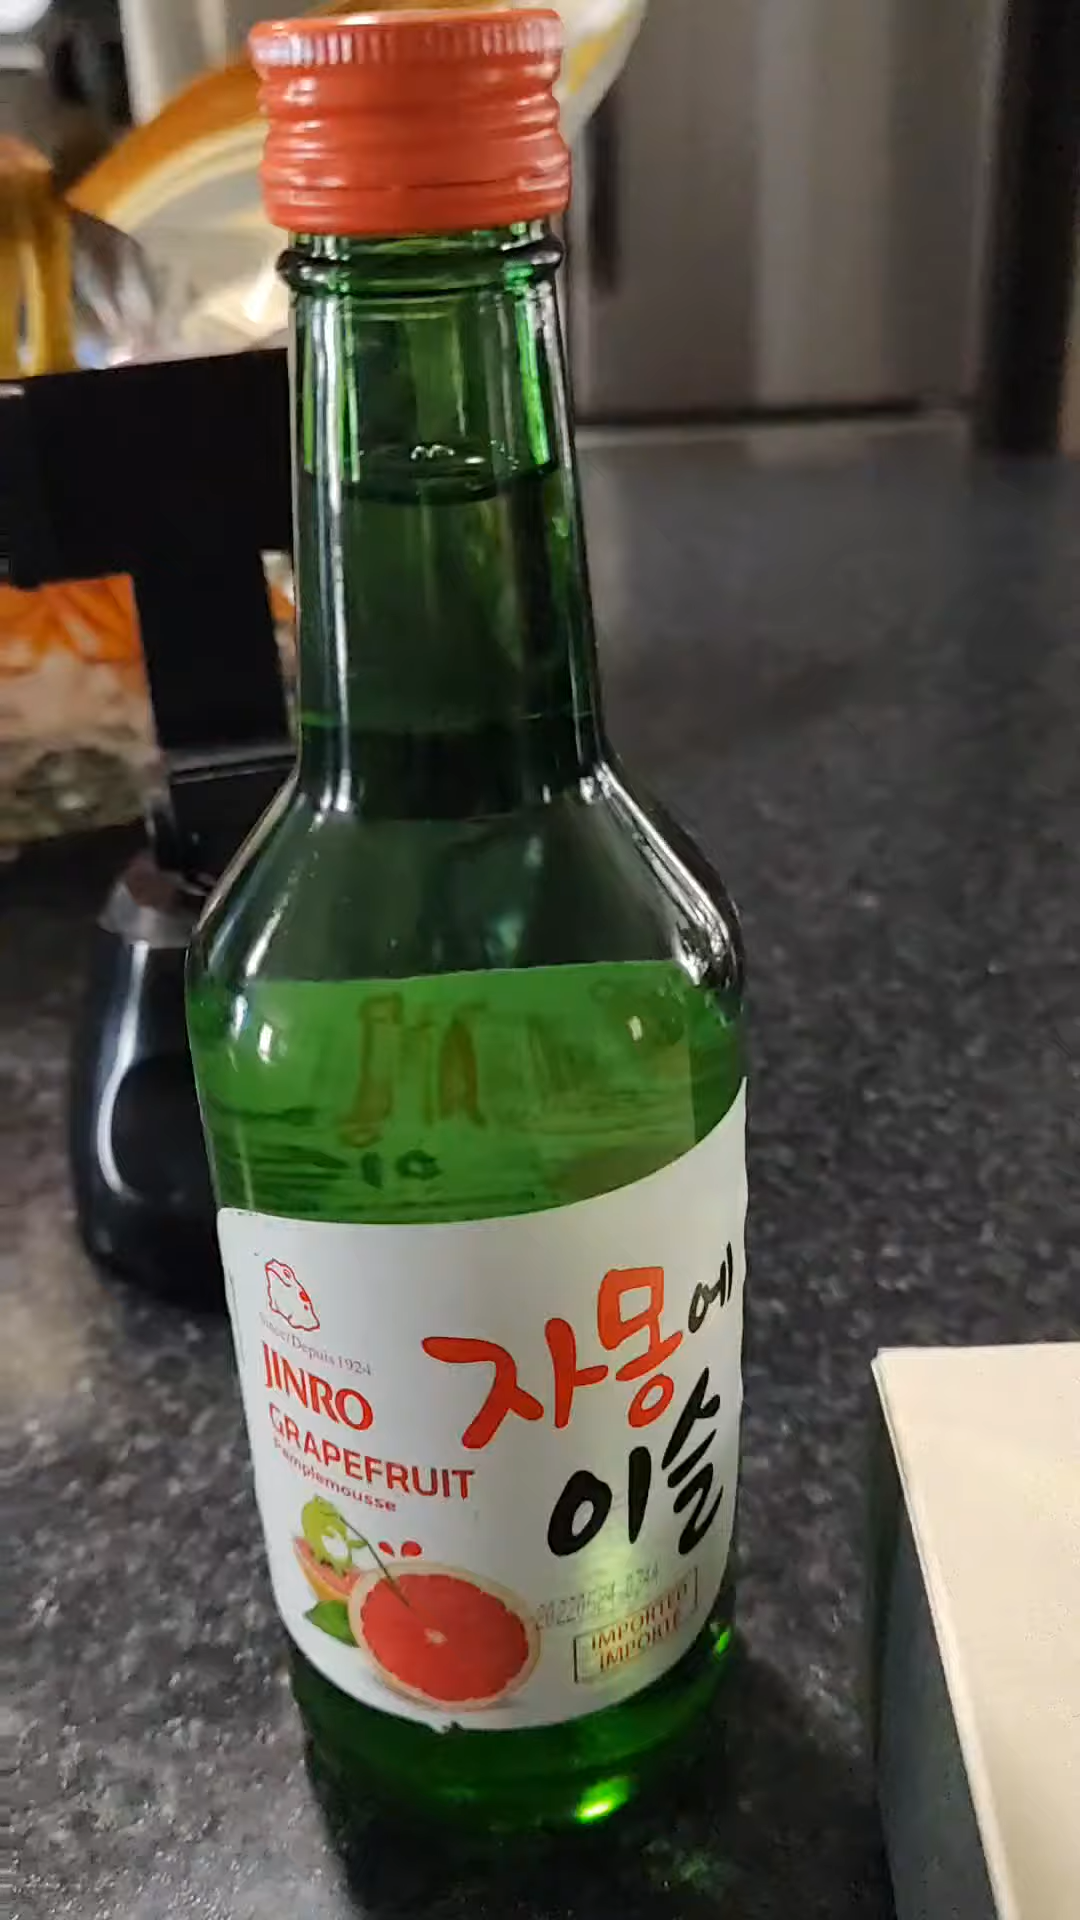 Since/Depuis 1924
JINRO
GRAPEFRUIT
Pamplemousse
자몽에
이슬
IMPORTED
IMPORTÉ